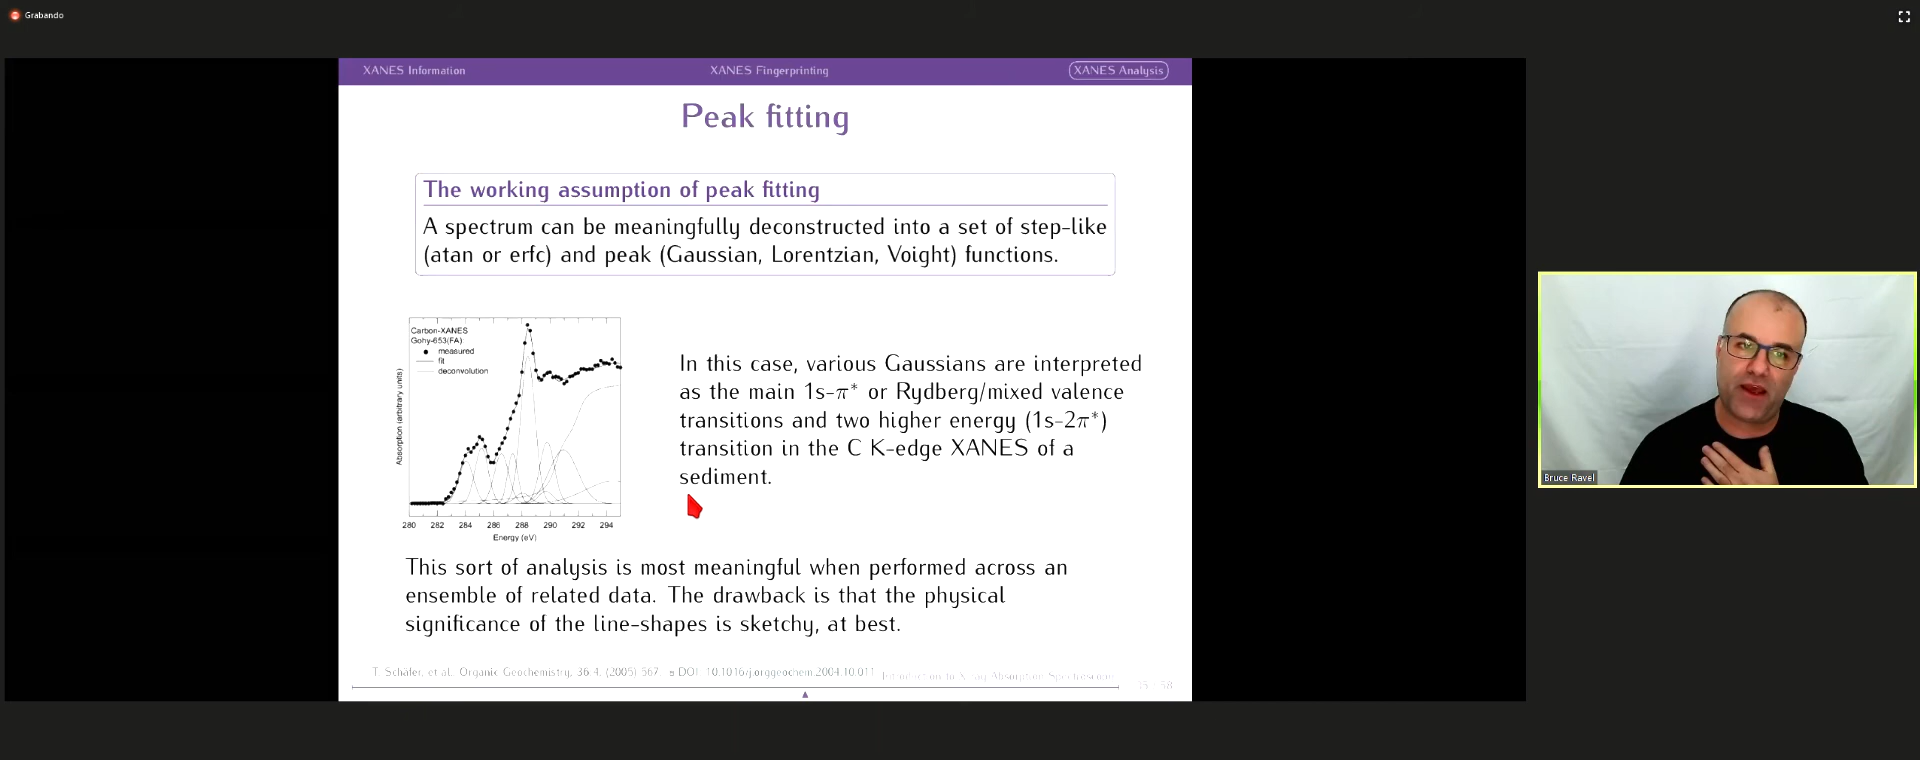 Grabando
XANES Information
XANES Fingerprinting
XANES Analysis
Peak fitting
The working assumption of peak fitting
A spectrum can be meaningfully deconstructed into a set of step-like
(atan or erfc) and peak (Gaussian, Lorentzian, Voight) functions.
Carbon-XANES
Gohy-653(FA)
measured
fit
deconvolution
Absorption (arbitrary units)
280 282 284 286 288 290 292 294
Energy (eV)
In this case, various Gaussians are interpreted
as the main 1s-π* or Rydberg/mixed valence
transitions and two higher energy (1s-2π*)
transition in the C K-edge XANES of a
sediment.
This sort of analysis is most meaningful when performed across an
ensemble of related data. The drawback is that the physical
significance of the line-shapes is sketchy, at best.
T. Schäfer, et al., Organic Geochemistry, 36:4, (2005) 567 DOI: 10.1016/j.orggeochem.2004.10.011
Introduction to X-ray Absorption Spectroscopy
Bruce Ravel